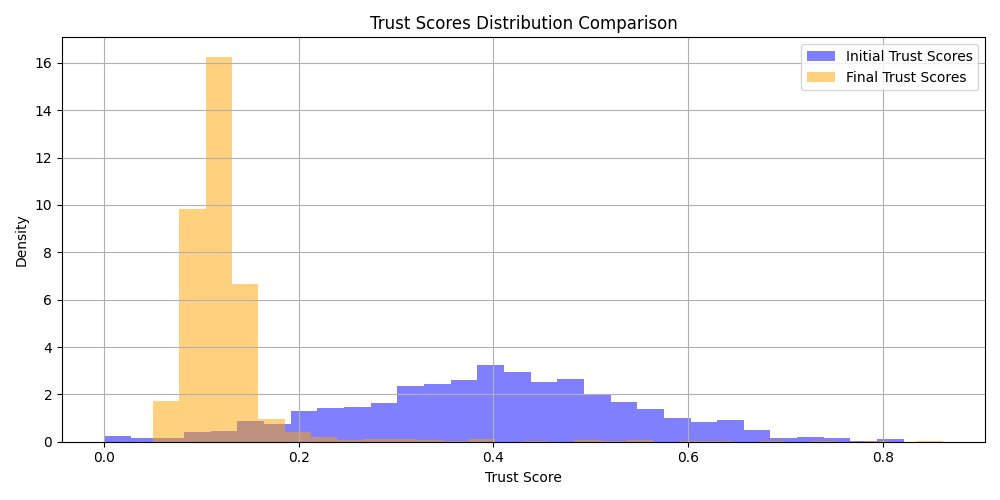 Trust Scores Distribution Comparison
Initial Trust Scores
Final Trust Scores
16
14
12
10
8
6
4
2
0
Density
0.0 0.2 0.4 0.6 0.8
Trust Score